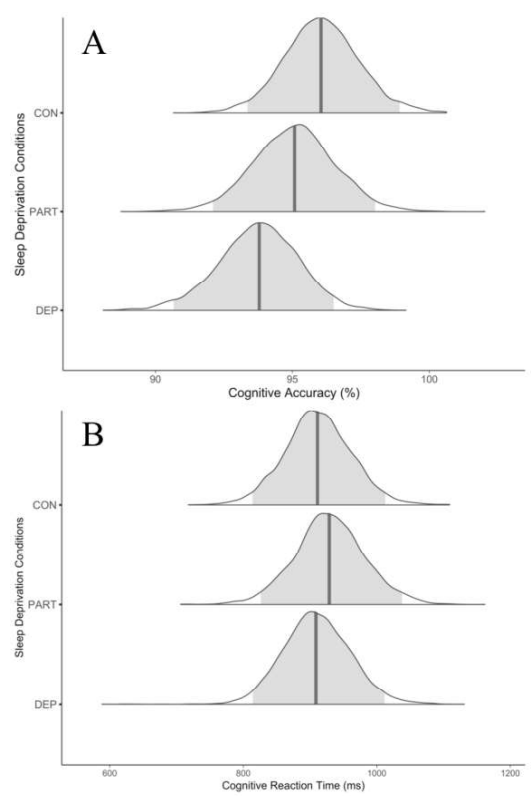 A
Sleep Deprivation Conditions
CON
PART
DEP
90 95 100
Cognitive Accuracy (%)
B
Sleep Deprivation Conditions
CON
PART
DEP
600 800 1000 1200
Cognitive Reaction Time (ms)